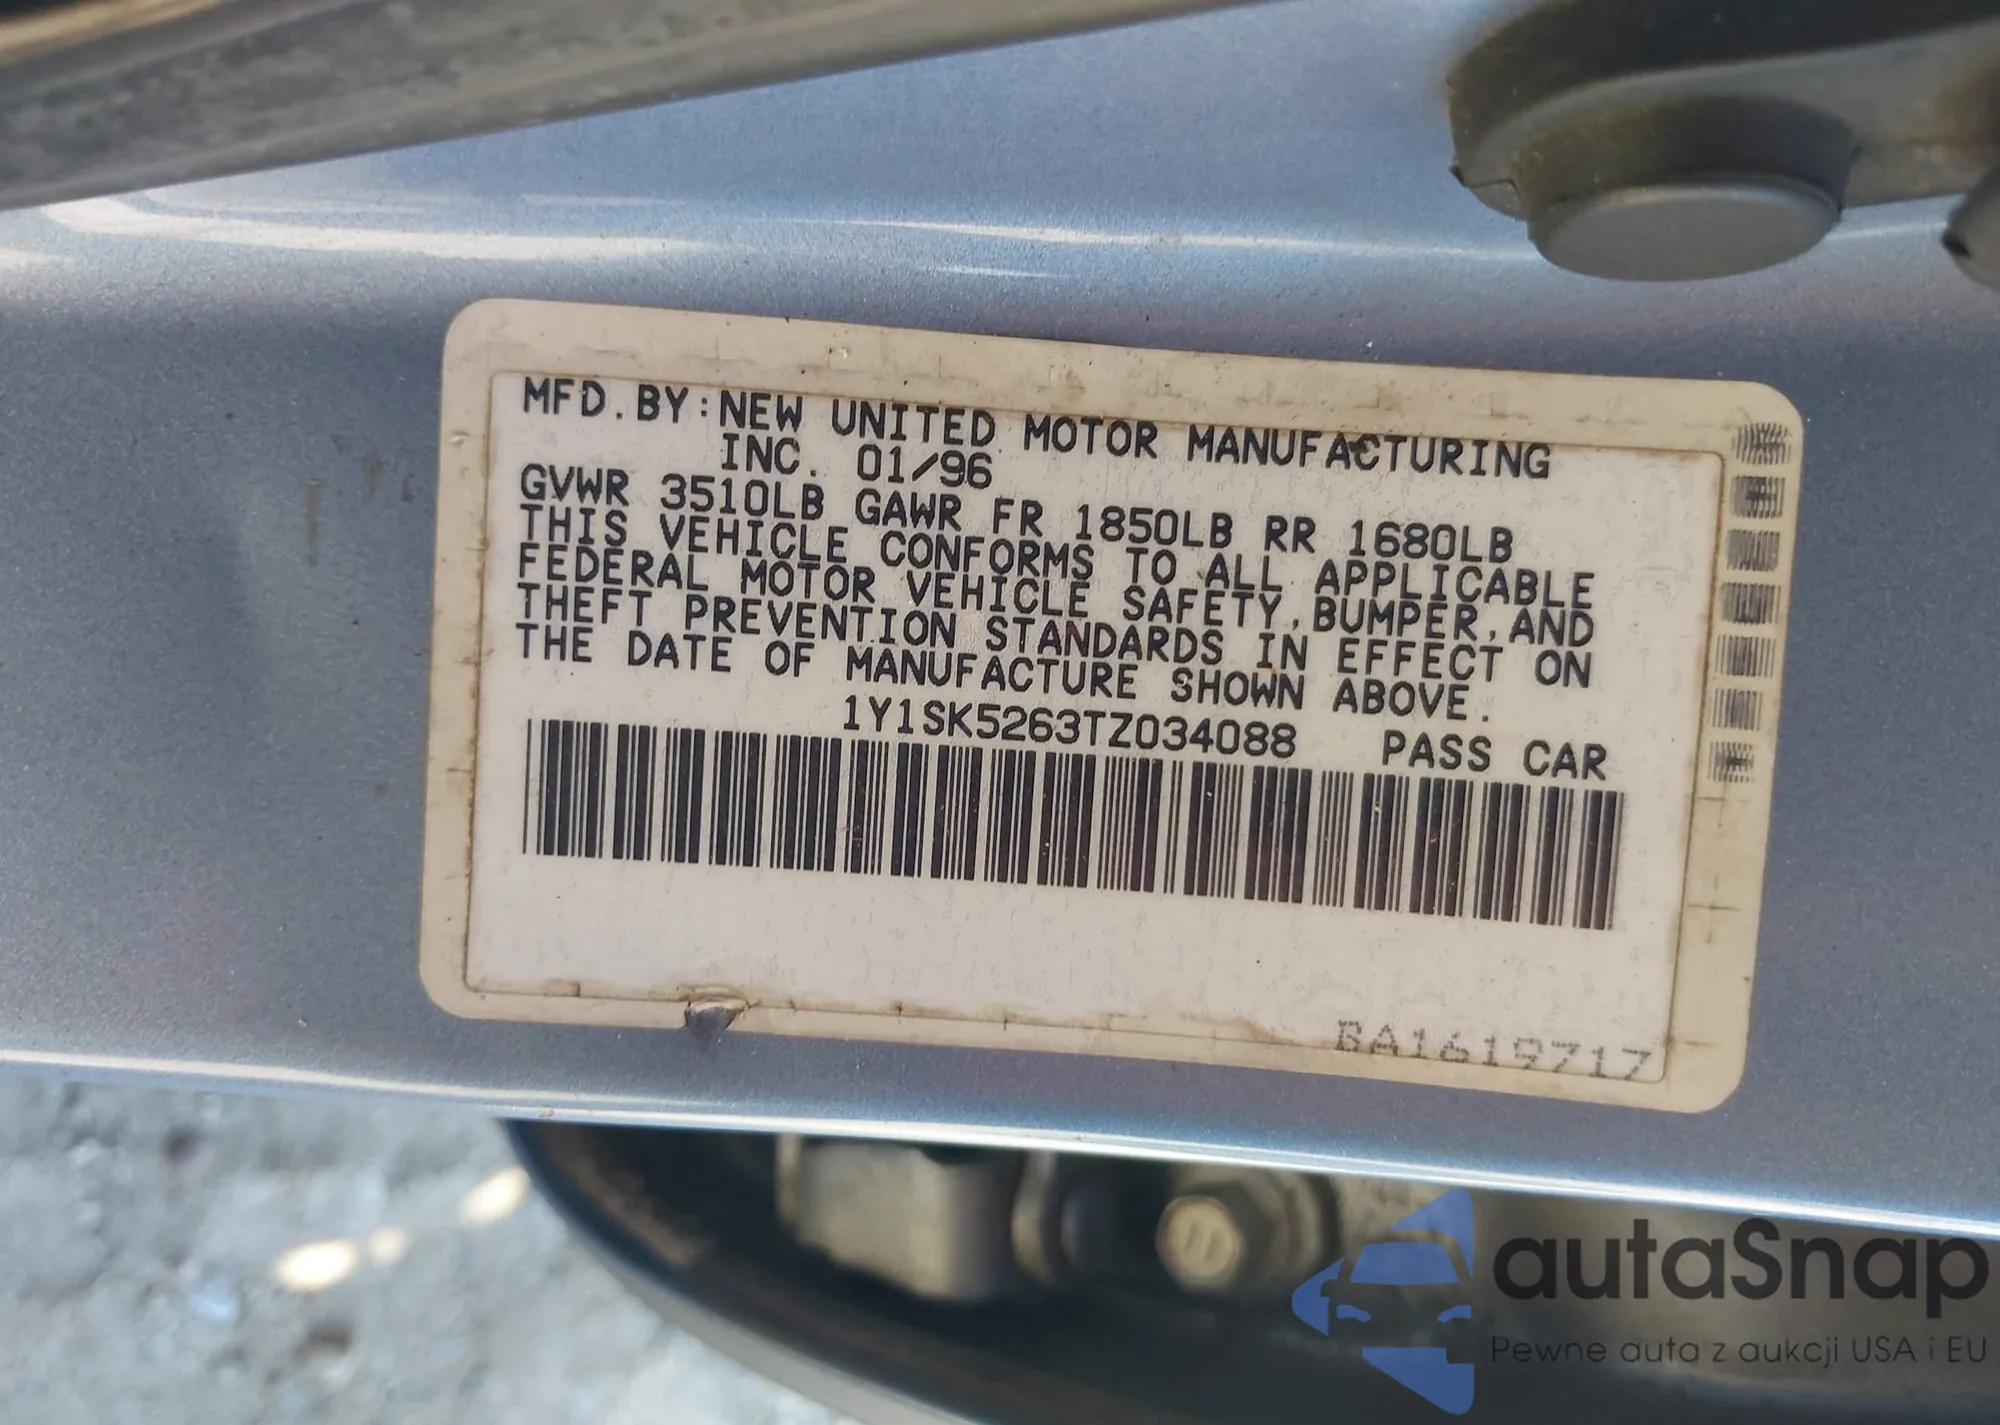 MFD.BY:NEW UNITED MOTOR MANUFACTURING
INC. 01/96
GVWR 3510LB GAWR FR 1850LB RR 1680LB
THIS VEHICLE CONFORMS TO ALL APPLICABLE
FEDERAL MOTOR VEHICLE SAFETY,BUMPER,AND
THEFT PREVENTION STANDARDS IN EFFECT ON
THE DATE OF MANUFACTURE SHOWN ABOVE.
1Y1SK5263TZ034088 PASS CAR
BA1619717
autaSnap
Pewne auta z aukcji USA i EU